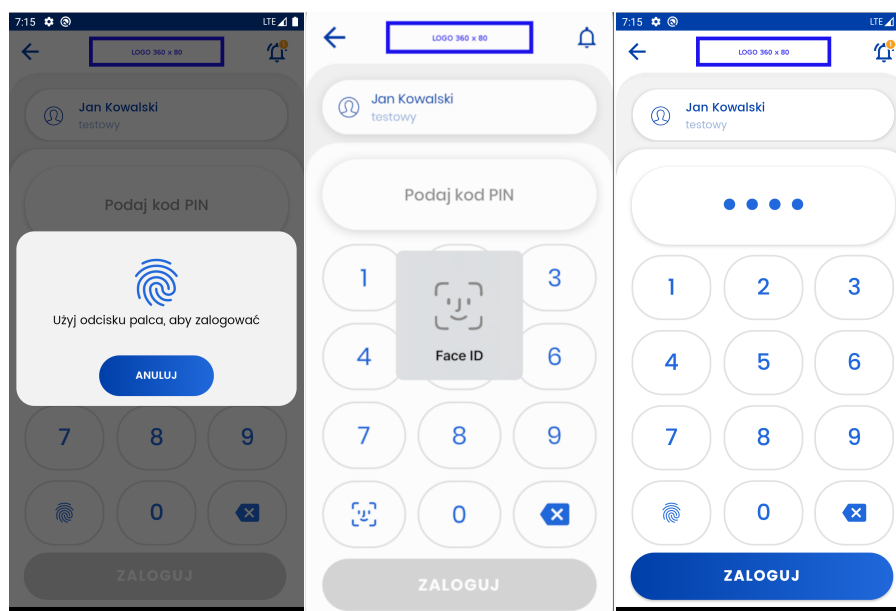 7:15
LTE
LOGO 360 x 80
Jan Kowalski
testowy
Podaj kod PIN
Użyj odcisku palca, aby zalogować
ANULUJ
7 8 9
0
ZALOGUJ
LOGO 360 x 80
Jan Kowalski
testowy
Podaj kod PIN
1 3
4 6
Face ID
7 8 9
0
ZALOGUJ
7:15
LTE
LOGO 360 x 80
Jan Kowalski
testowy
1 2 3
4 5 6
7 8 9
0
ZALOGUJ